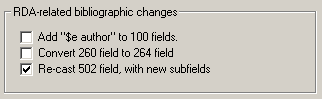 RDA-related bibliographic changes
Add "$e author" to 100 fields.
Convert 260 field to 264 field
Re-cast 502 field, with new subfields